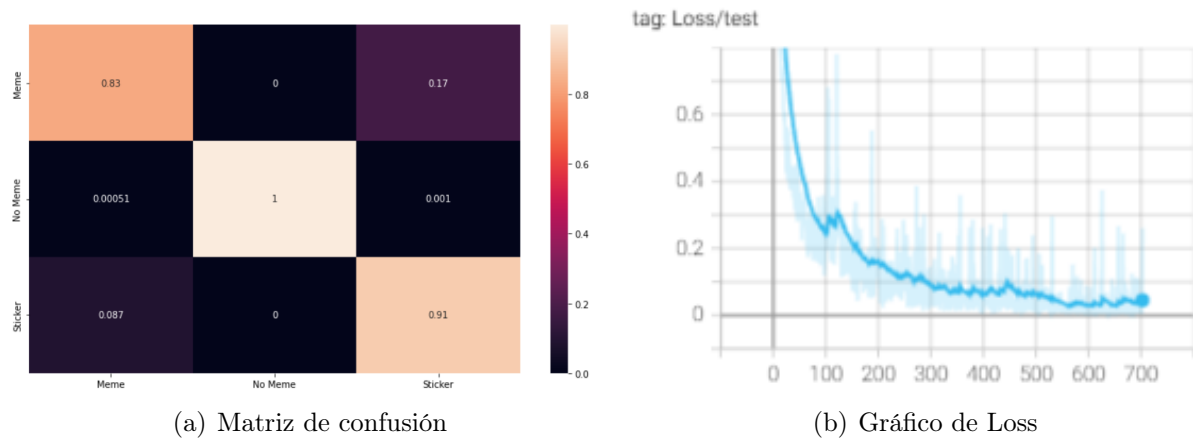 tag: Loss/test
Meme
No Meme
Sticker
0.83
0
0.17
0.00051
1
0.001
0.087
0
0.91
Meme
No Meme
Sticker
0.8
0.6
0.4
0.2
0.0
0.6
0.4
0.2
0
0 100 200 300 400 500 600 700
(a) Matriz de confusión
(b) Gráfico de Loss